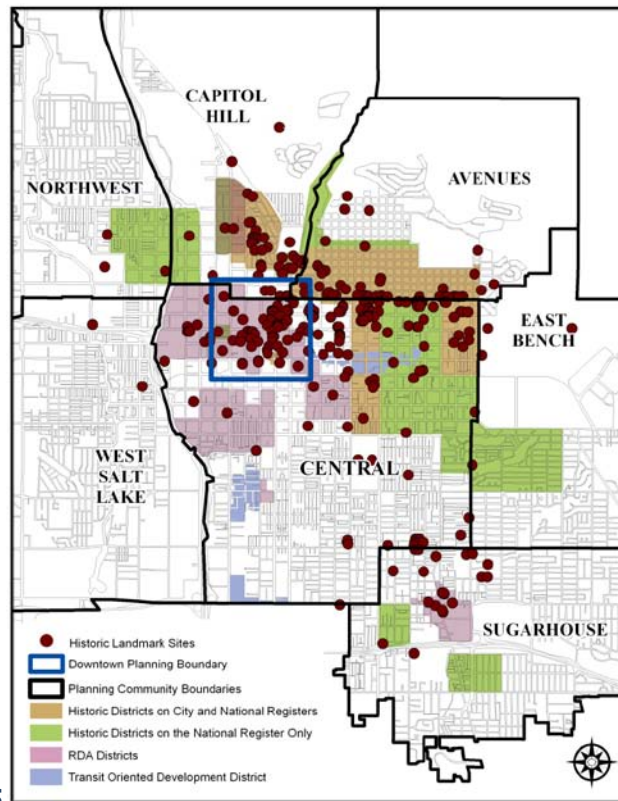 CAPITOL
HILL
NORTHWEST
AVENUES
EAST
BENCH
WEST
SALT
LAKE
CENTRAL
SUGARHOUSE
Historic Landmark Sites
Downtown Planning Boundary
Planning Community Boundaries
Historic Districts on City and National Registers
Historic Districts on the National Register Only
RDA Districts
Transit Oriented Development District